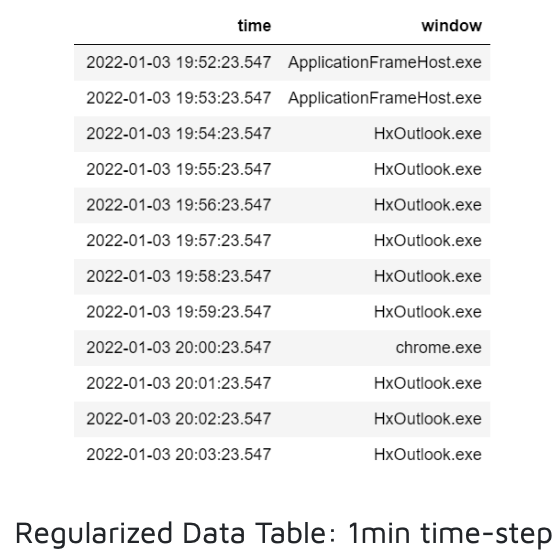 time window
2022-01-03 19:52:23.547 ApplicationFrameHost.exe
2022-01-03 19:53:23.547 ApplicationFrameHost.exe
2022-01-03 19:54:23.547 HxOutlook.exe
2022-01-03 19:55:23.547 HxOutlook.exe
2022-01-03 19:56:23.547 HxOutlook.exe
2022-01-03 19:57:23.547 HxOutlook.exe
2022-01-03 19:58:23.547 HxOutlook.exe
2022-01-03 19:59:23.547 HxOutlook.exe
2022-01-03 20:00:23.547 chrome.exe
2022-01-03 20:01:23.547 HxOutlook.exe
2022-01-03 20:02:23.547 HxOutlook.exe
2022-01-03 20:03:23.547 HxOutlook.exe
Regularized Data Table: 1min time-step